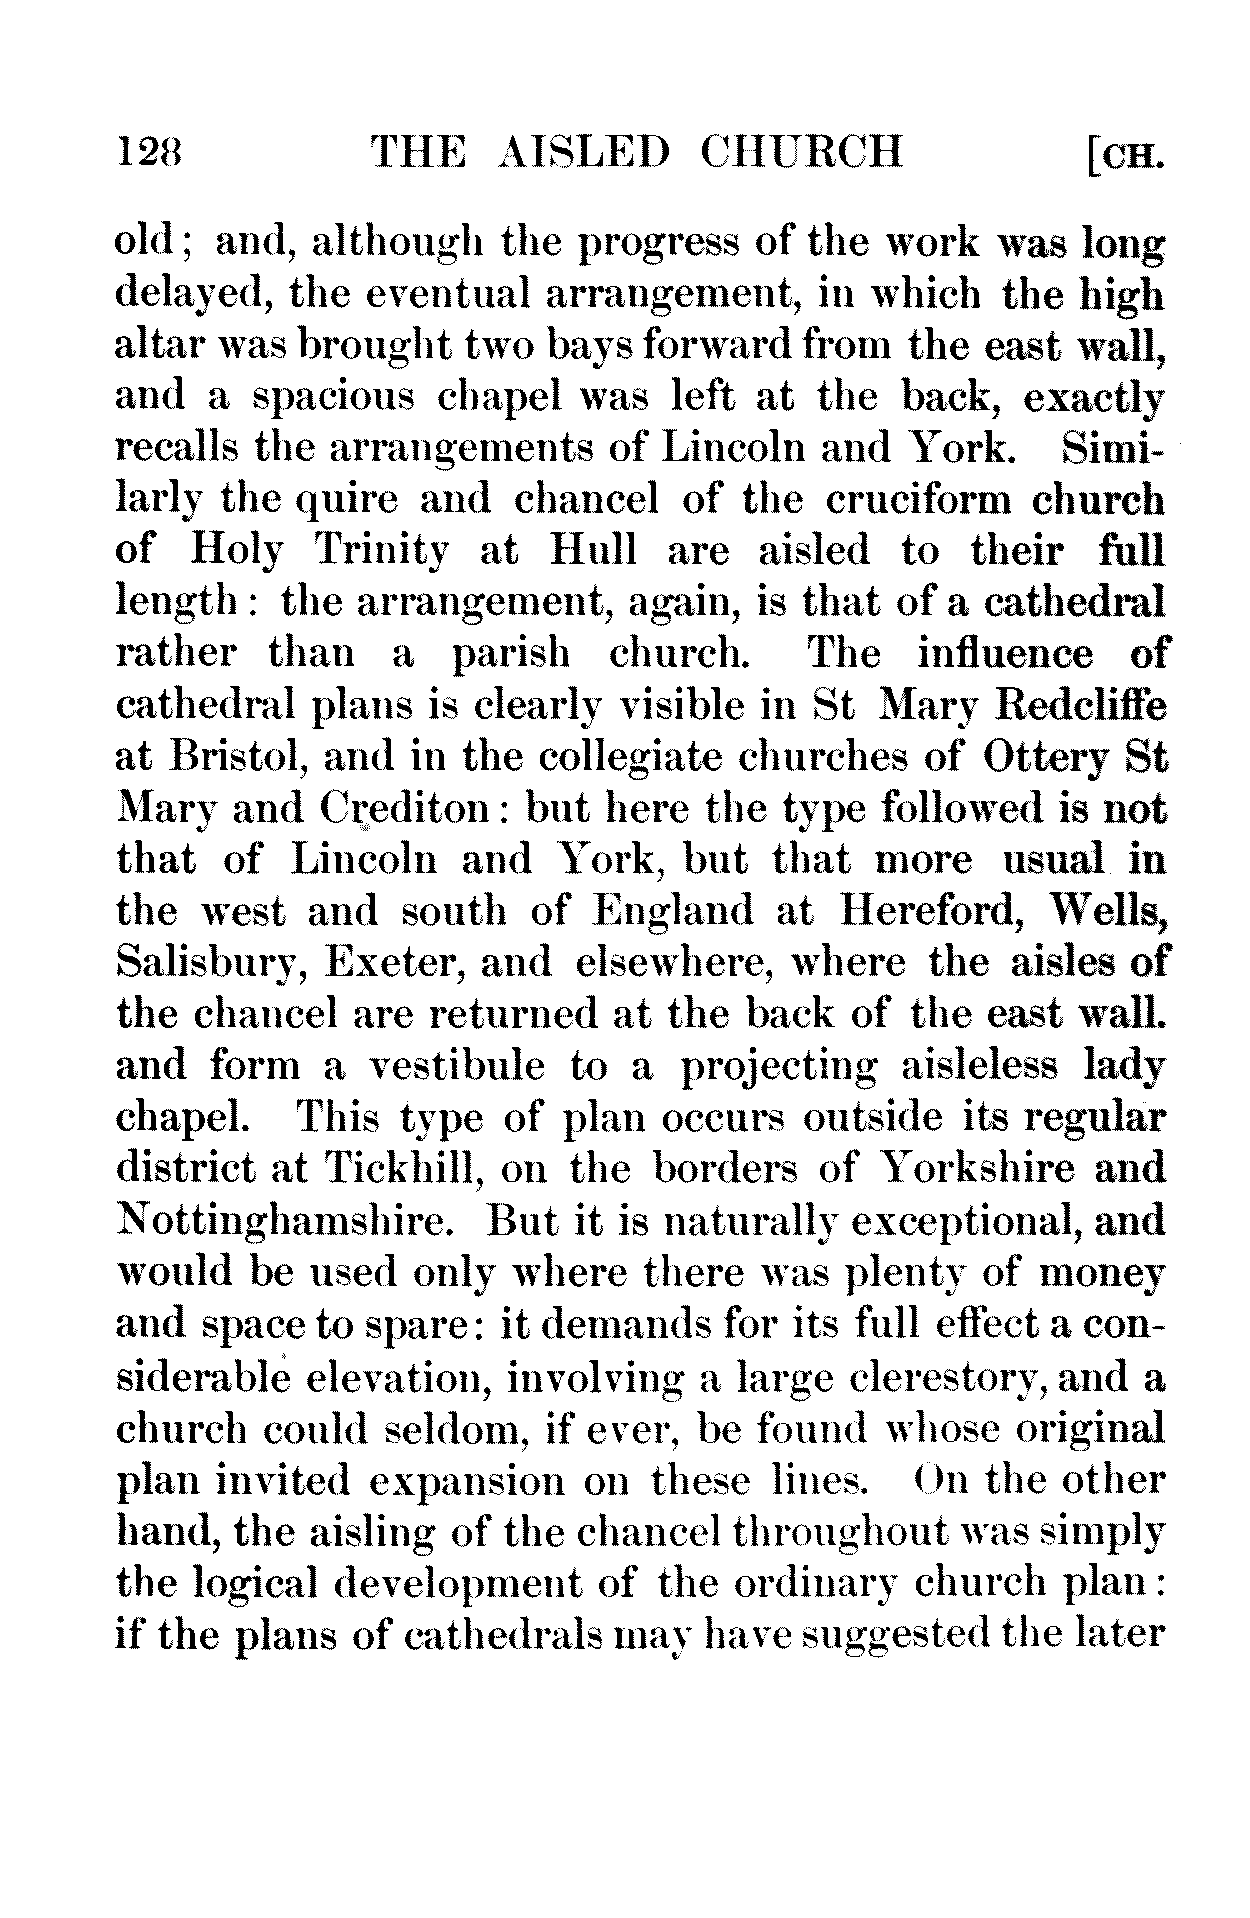 128 THE AISLED CHURCH [CH.
old; and, although the progress of the work was long
delayed, the eventual arrangement, in which the high
altar was brought two bays forward from the east wall,
and a spacious chapel was left at the back, exactly
recalls the arrangements of Lincoln and York. Simi-
larly the quire and chancel of the cruciform church
of Holy Trinity at Hull are aisled to their full
length: the arrangement, again, is that of a cathedral
rather than a parish church. The influence of
cathedral plans is clearly visible in St Mary Redcliffe
at Bristol, and in the collegiate churches of Ottery St
Mary and Crediton: but here the type followed is not
that of Lincoln and York, but that more usual in
the west and south of England at Hereford, Wells,
Salisbury, Exeter, and elsewhere, where the aisles of
the chancel are returned at the back of the east wall.
and form a vestibule to a projecting aisleless lady
chapel. This type of plan occurs outside its regular
district at Tickhill, on the borders of Yorkshire and
Nottinghamshire. But it is naturally exceptional, and
would be used only where there was plenty of money
and space to spare: it demands for its full effect a con-
siderable elevation, involving a large clerestory, and a
church could seldom, if ever, be found whose original
plan invited expansion on these lines. On the other
hand, the aisling of the chancel throughout was simply
the logical development of the ordinary church plan:
if the plans of cathedrals may have suggested the later